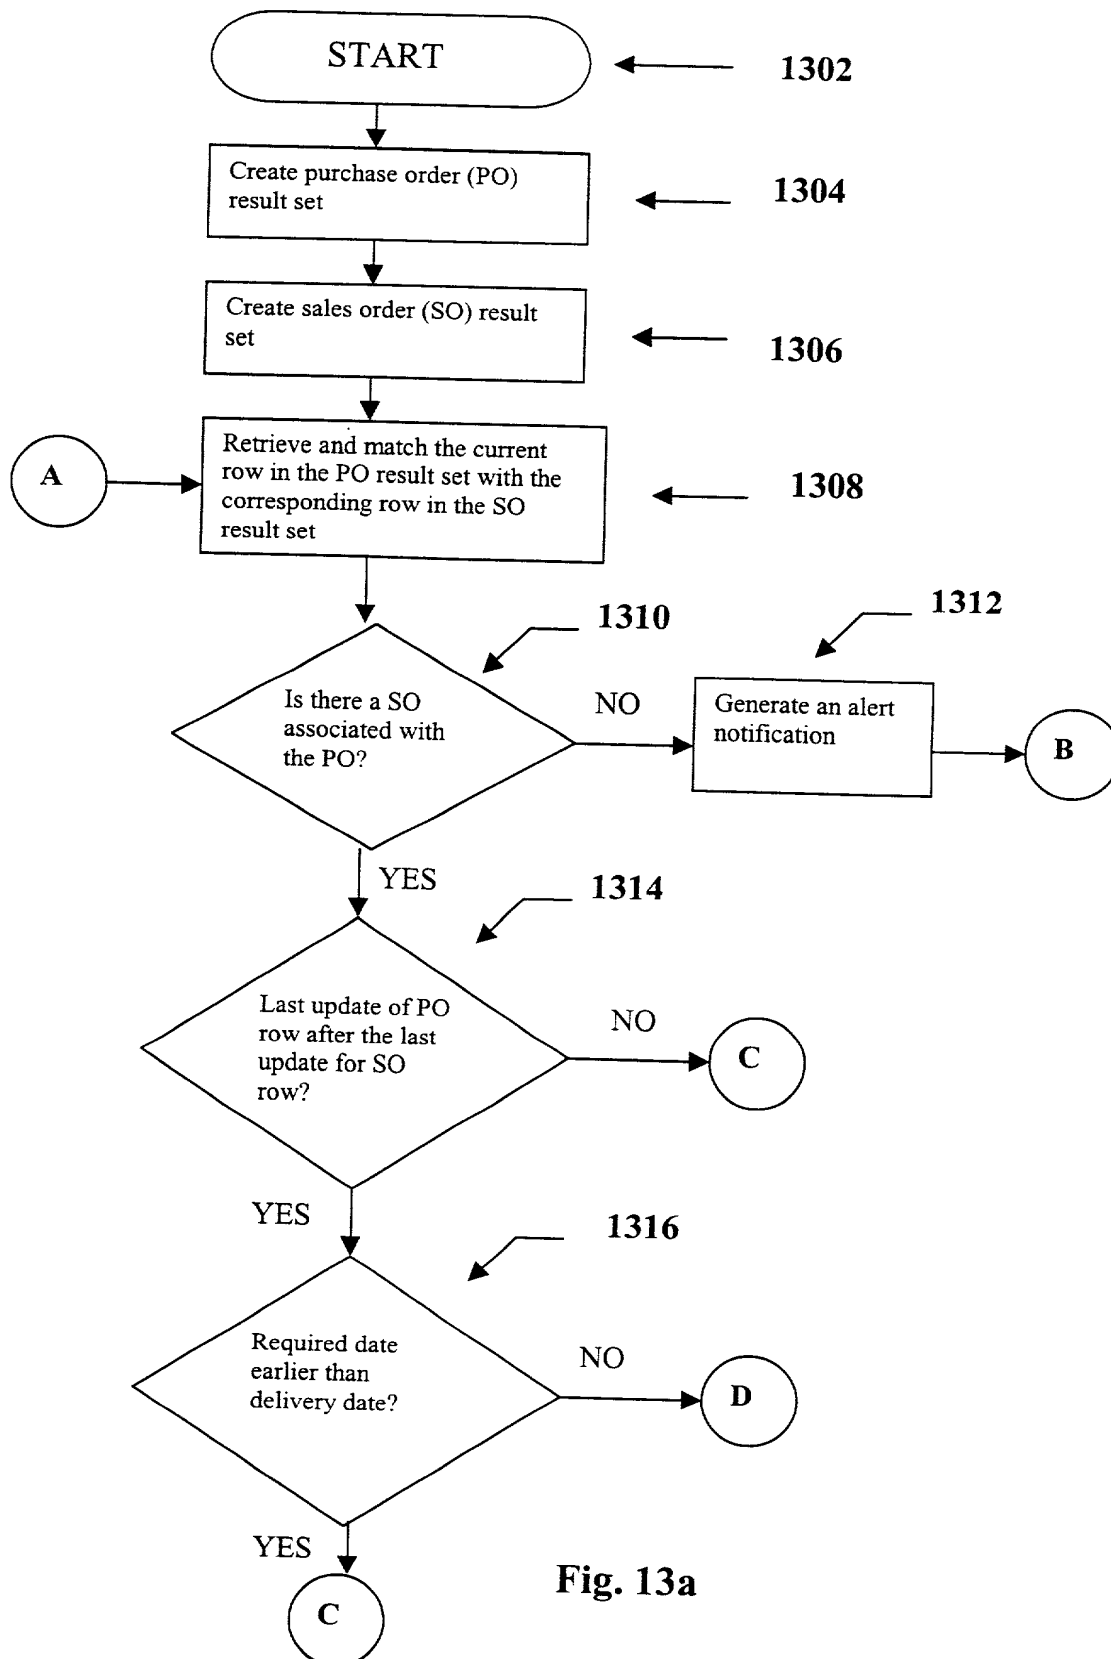 START
1302
Create purchase order (PO)
result set
1304
Create sales order (SO) result
set
1306
A
Retrieve and match the current
row in the PO result set with the
corresponding row in the SO
result set
1308
1310
1312
Is there a SO
associated with
the PO?
NO
Generate an alert
notification
B
YES
1314
Last update of PO
row after the last
update for SO
row?
NO
C
YES
1316
Required date
earlier than
delivery date?
NO
D
YES
C
Fig. 13a